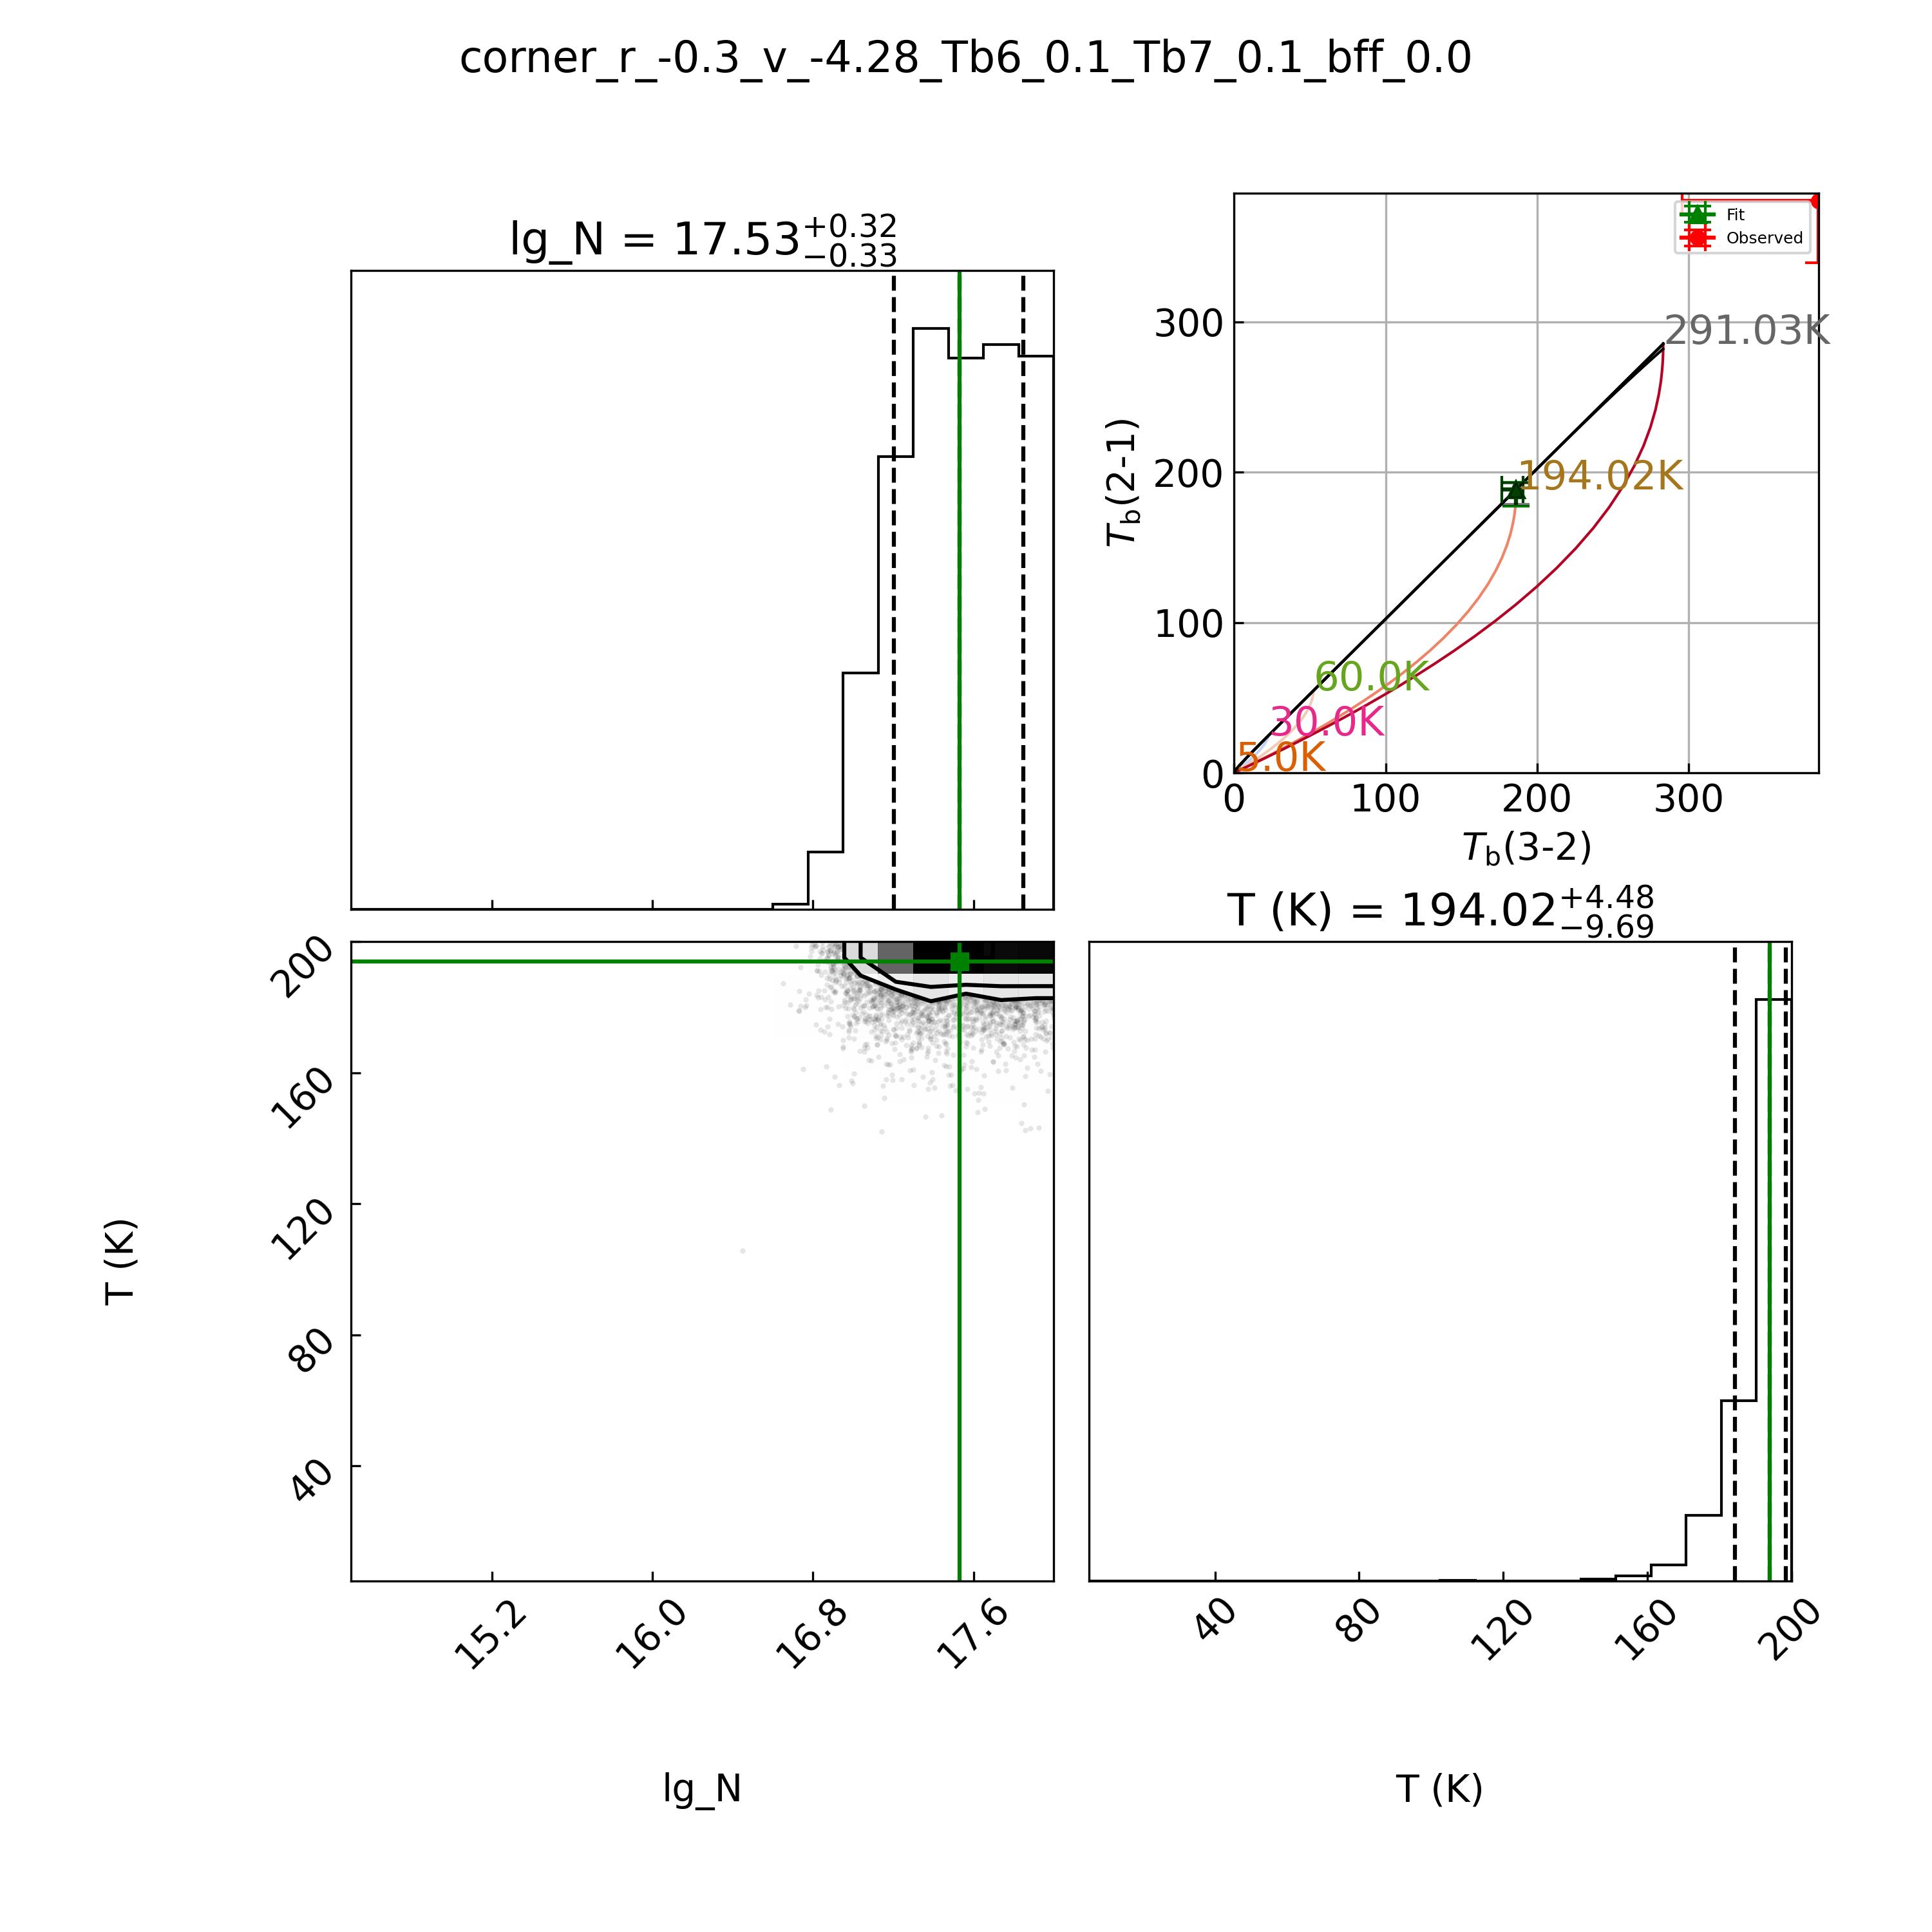 corner_r_-0.3_v_-4.28_Tb6_0.1_Tb7_0.1_bff_0.0
lg_N = 17.53+0.32−0.33
Fit
Observed
300
200
100
0
T_b(2-1)
291.03K
194.02K
60.0K
30.0K
5.0K
0 100 200 300
T_b(3-2)
T (K) = 194.02+4.48−9.69
200
160
120
80
40
T (K)
15.2 16.0 16.8 17.6
lg_N
40 80 120 160 200
T (K)